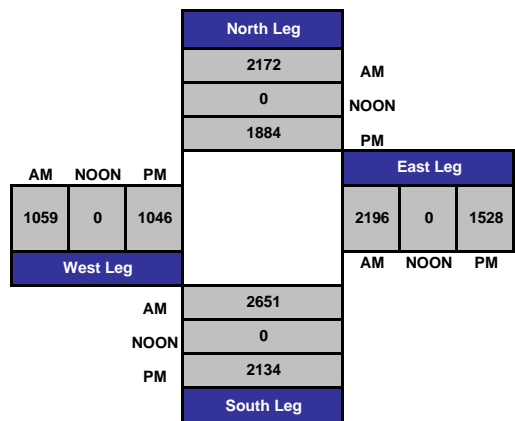 North Leg
2172 AM
0 NOON
1884 PM
AM NOON PM
East Leg
1059 0 1046
2196 0 1528
West Leg
AM NOON PM
AM 2651
NOON 0
PM 2134
South Leg